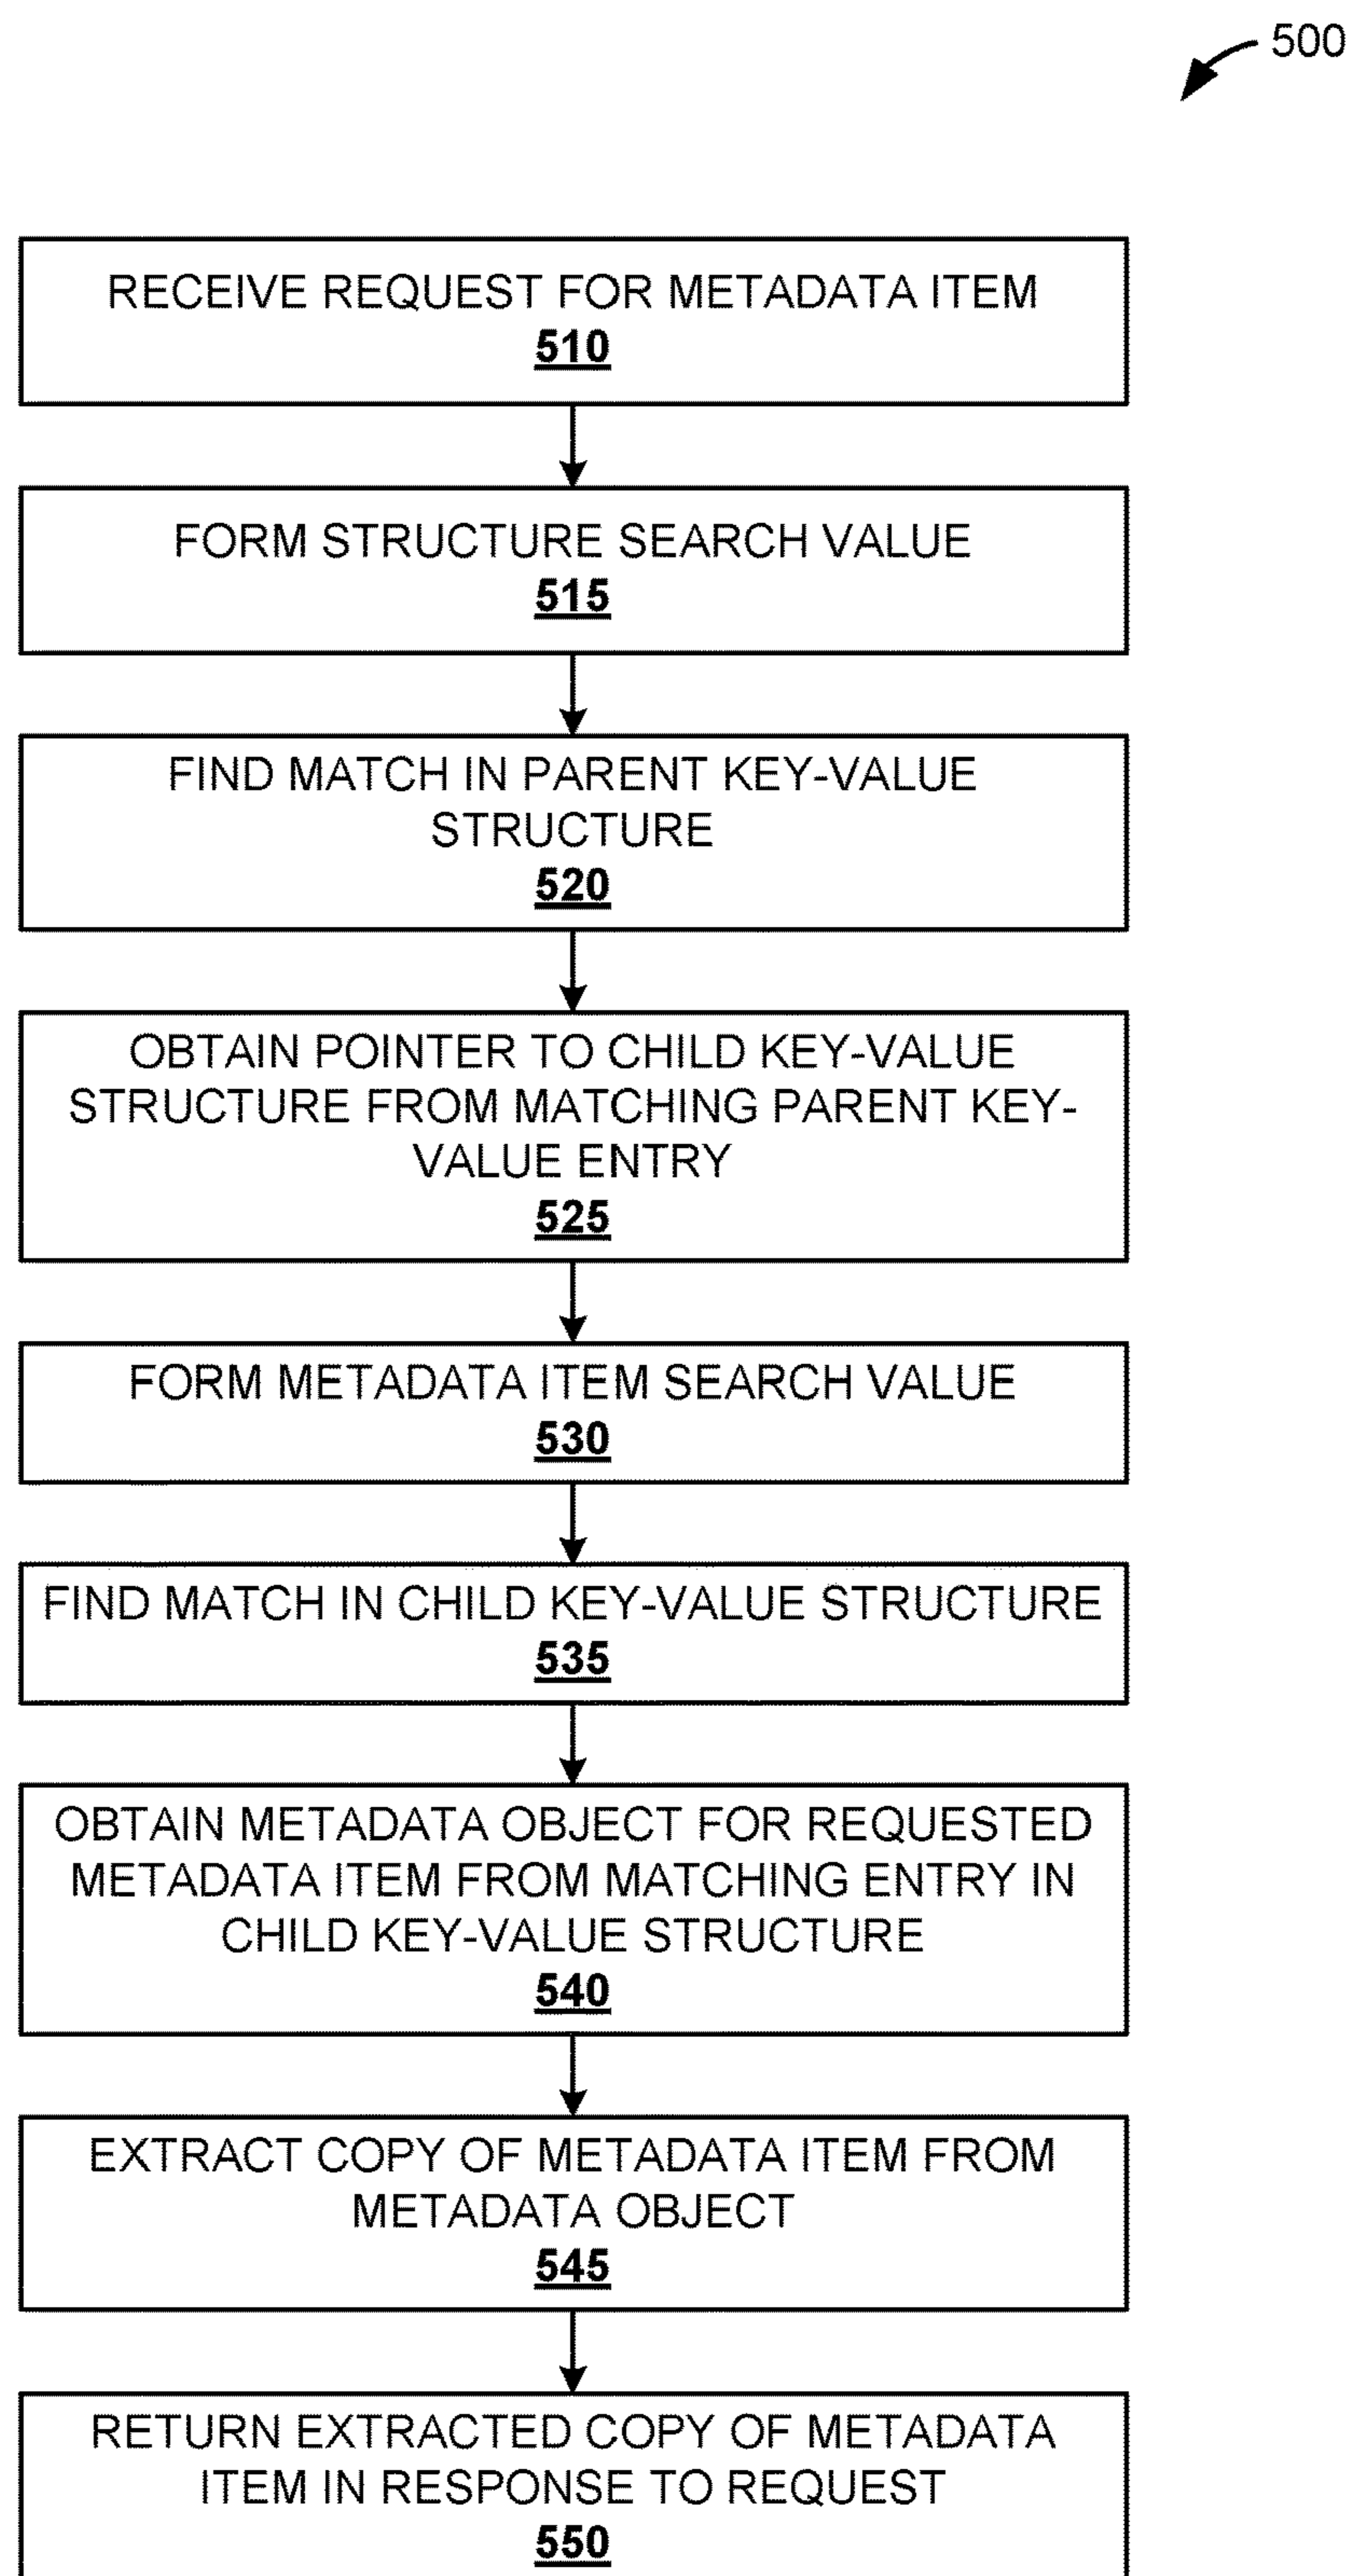 500
RECEIVE REQUEST FOR METADATA ITEM
510
FORM STRUCTURE SEARCH VALUE
515
FIND MATCH IN PARENT KEY-VALUE
STRUCTURE
520
OBTAIN POINTER TO CHILD KEY-VALUE
STRUCTURE FROM MATCHING PARENT KEY-
VALUE ENTRY
525
FORM METADATA ITEM SEARCH VALUE
530
FIND MATCH IN CHILD KEY-VALUE STRUCTURE
535
OBTAIN METADATA OBJECT FOR REQUESTED
METADATA ITEM FROM MATCHING ENTRY IN
CHILD KEY-VALUE STRUCTURE
540
EXTRACT COPY OF METADATA ITEM FROM
METADATA OBJECT
545
RETURN EXTRACTED COPY OF METADATA
ITEM IN RESPONSE TO REQUEST
550